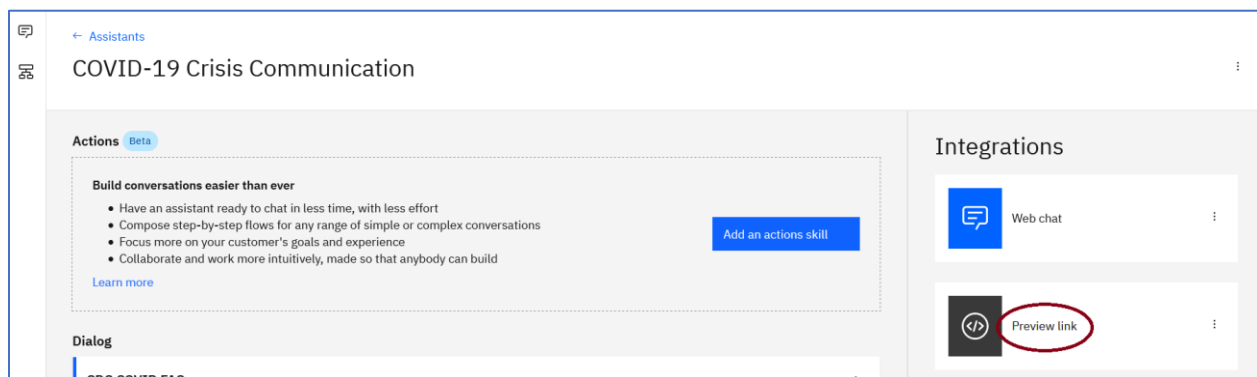 ← Assistants
COVID-19 Crisis Communication
Actions Beta
Build conversations easier than ever
• Have an assistant ready to chat in less time, with less effort
• Compose step-by-step flows for any range of simple or complex conversations
• Focus more on your customer's goals and experience
• Collaborate and work more intuitively, made so that anybody can build
Learn more
Add an actions skill
Dialog
CDC COVID FAQ
Integrations
Web chat
Preview link